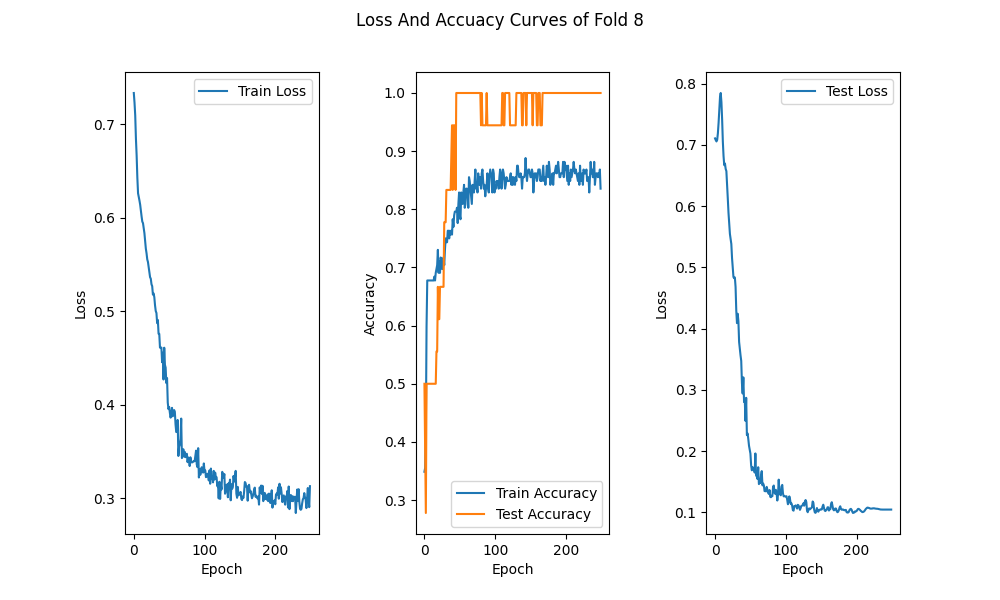 Loss And Accuacy Curves of Fold 8
Train Loss
0.7
0.6
0.5
0.4
0.3
Loss
0
100
200
Epoch
1.0
0.9
0.8
0.7
0.6
0.5
0.4
0.3
Accuracy
Train Accuracy
Test Accuracy
0
100
200
Epoch
Test Loss
0.8
0.7
0.6
0.5
0.4
0.3
0.2
0.1
Loss
0
100
200
Epoch